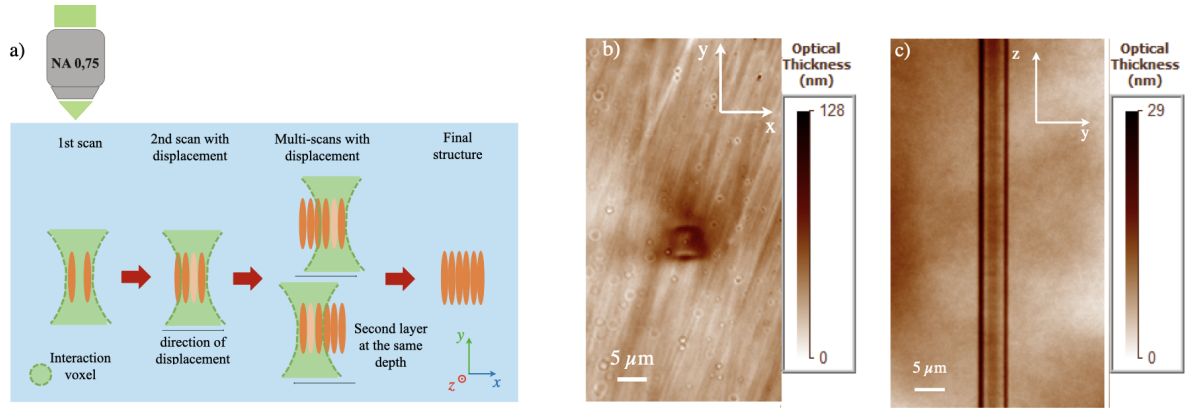 a)
NA 0,75
1st scan
2nd scan with
displacement
Multi-scans with
displacement
Final
structure
direction of
displacement
Second layer
at the same
depth
Interaction
voxel
y
z
x
b)
y
x
5 μm
Optical
Thickness
(nm)
128
0
c)
z
y
5 μm
Optical
Thickness
(nm)
29
0